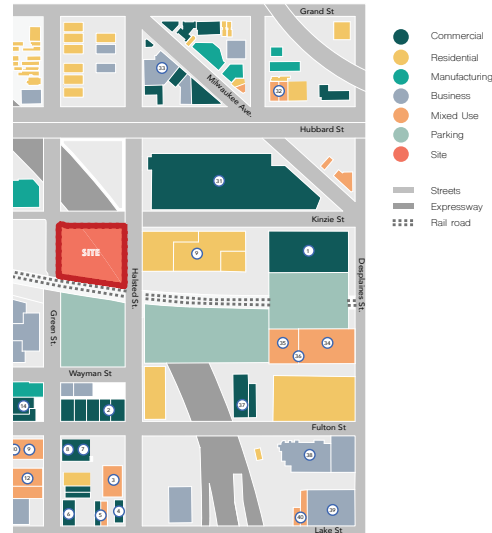 Grand St
Commercial
Residential
Manufacturing
Business
Mixed Use
Parking
Site
Streets
Expressway
Rail road
33
Milwaukee Ave.
32
Hubbard St
31
Kinzie St
SITE
9
1
Halsted St.
Desplaines St.
Green St.
35
34
36
Wayman St
14
2
37
Fulton St
9
8
7
38
12
3
6
5
4
40
39
Lake St